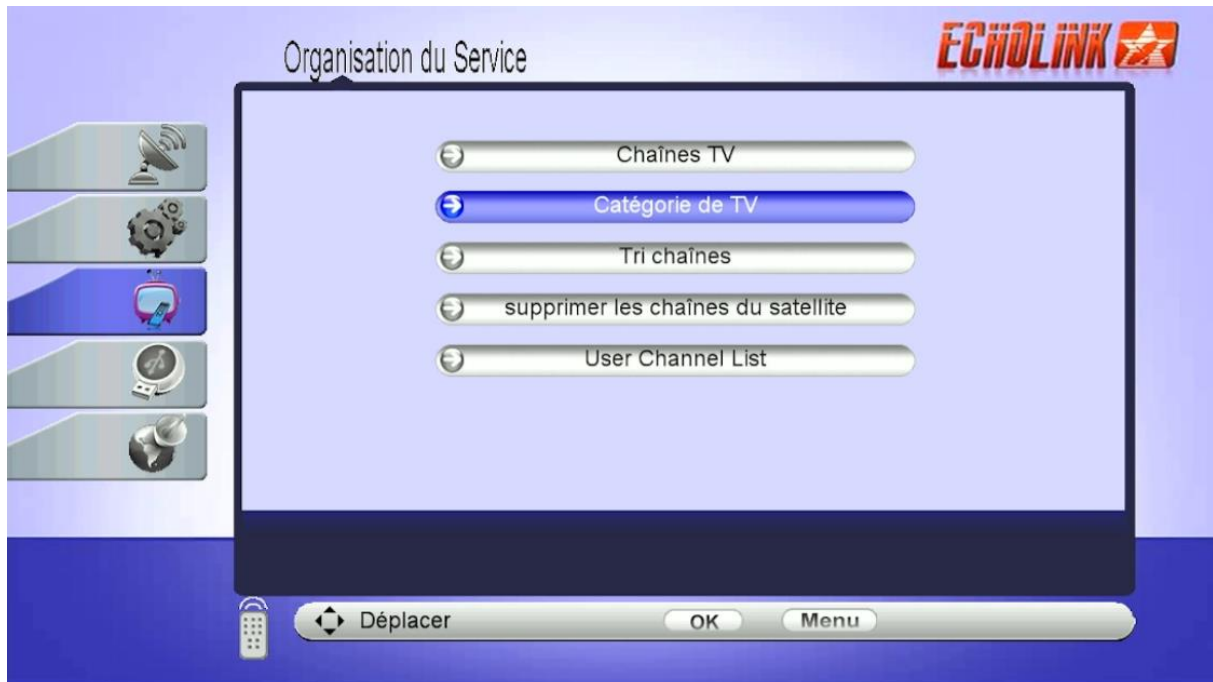 Organisation du Service
ECHOLINK
Chaînes TV
Catégorie de TV
Tri chaînes
supprimer les chaînes du satellite
User Channel List
Déplacer OK Menu